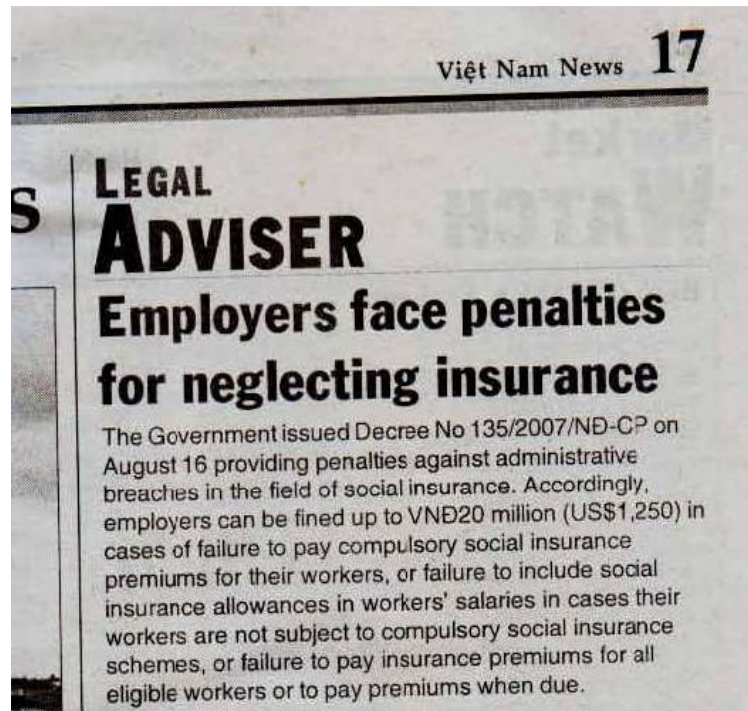 Việt Nam News 17
S
LEGAL
ADVISER
Employers face penalties
for neglecting insurance
The Government issued Decree No 135/2007/NĐ-CP on
August 16 providing penalties against administrative
breaches in the field of social insurance. Accordingly,
employers can be fined up to VNĐ20 million (US$1,250) in
cases of failure to pay compulsory social insurance
premiums for their workers, or failure to include social
insurance allowances in workers' salaries in cases their
workers are not subject to compulsory social insurance
schemes, or failure to pay insurance premiums for all
eligible workers or to pay premiums when due.